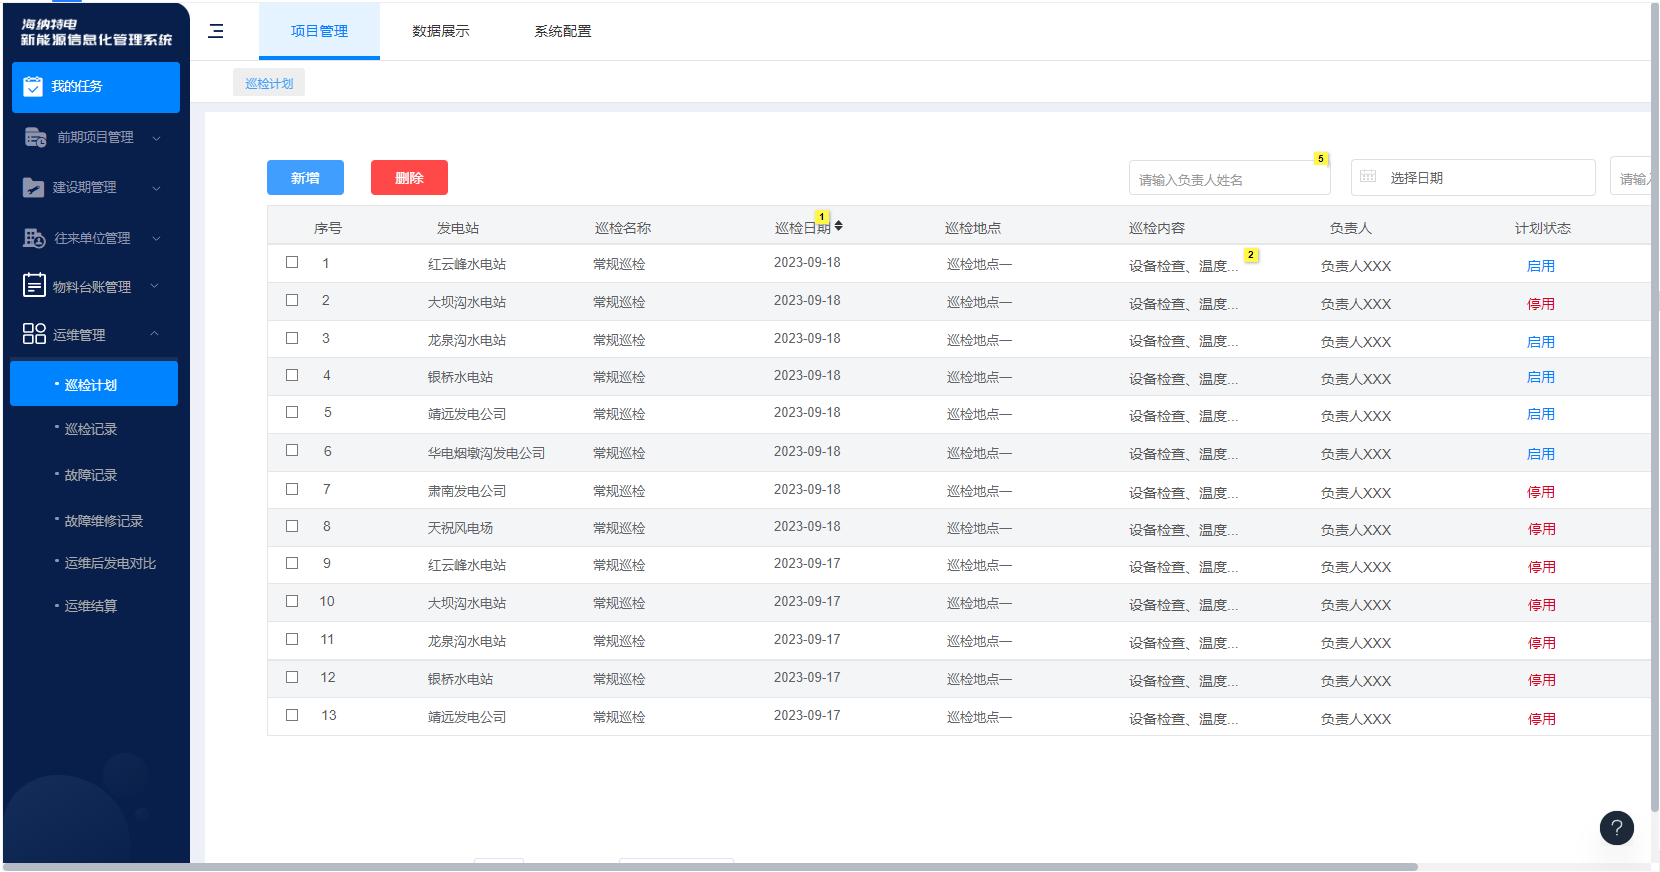 海纳特电
新能源信息化管理系统
项目管理 数据展示 系统配置
我的任务
前期项目管理
建设期管理
往来单位管理
物料台账管理
运维管理
巡检计划
巡检记录
故障记录
故障维修记录
运维后发电对比
运维结算
巡检计划
新增 删除 请输入负责人姓名 5 选择日期 请输入
序号 发电站 巡检名称 巡检日期 1 巡检地点 巡检内容 负责人 计划状态
1 红云峰水电站 常规巡检 2023-09-18 巡检地点一 设备检查、温度... 2 负责人XXX 启用
2 大坝沟水电站 常规巡检 2023-09-18 巡检地点一 设备检查、温度... 负责人XXX 停用
3 龙泉沟水电站 常规巡检 2023-09-18 巡检地点一 设备检查、温度... 负责人XXX 启用
4 银桥水电站 常规巡检 2023-09-18 巡检地点一 设备检查、温度... 负责人XXX 启用
5 靖远发电公司 常规巡检 2023-09-18 巡检地点一 设备检查、温度... 负责人XXX 启用
6 华电烟墩沟发电公司 常规巡检 2023-09-18 巡检地点一 设备检查、温度... 负责人XXX 启用
7 肃南发电公司 常规巡检 2023-09-18 巡检地点一 设备检查、温度... 负责人XXX 停用
8 天祝风电场 常规巡检 2023-09-18 巡检地点一 设备检查、温度... 负责人XXX 停用
9 红云峰水电站 常规巡检 2023-09-17 巡检地点一 设备检查、温度... 负责人XXX 停用
10 大坝沟水电站 常规巡检 2023-09-17 巡检地点一 设备检查、温度... 负责人XXX 停用
11 龙泉沟水电站 常规巡检 2023-09-17 巡检地点一 设备检查、温度... 负责人XXX 停用
12 银桥水电站 常规巡检 2023-09-17 巡检地点一 设备检查、温度... 负责人XXX 停用
13 靖远发电公司 常规巡检 2023-09-17 巡检地点一 设备检查、温度... 负责人XXX 停用
?